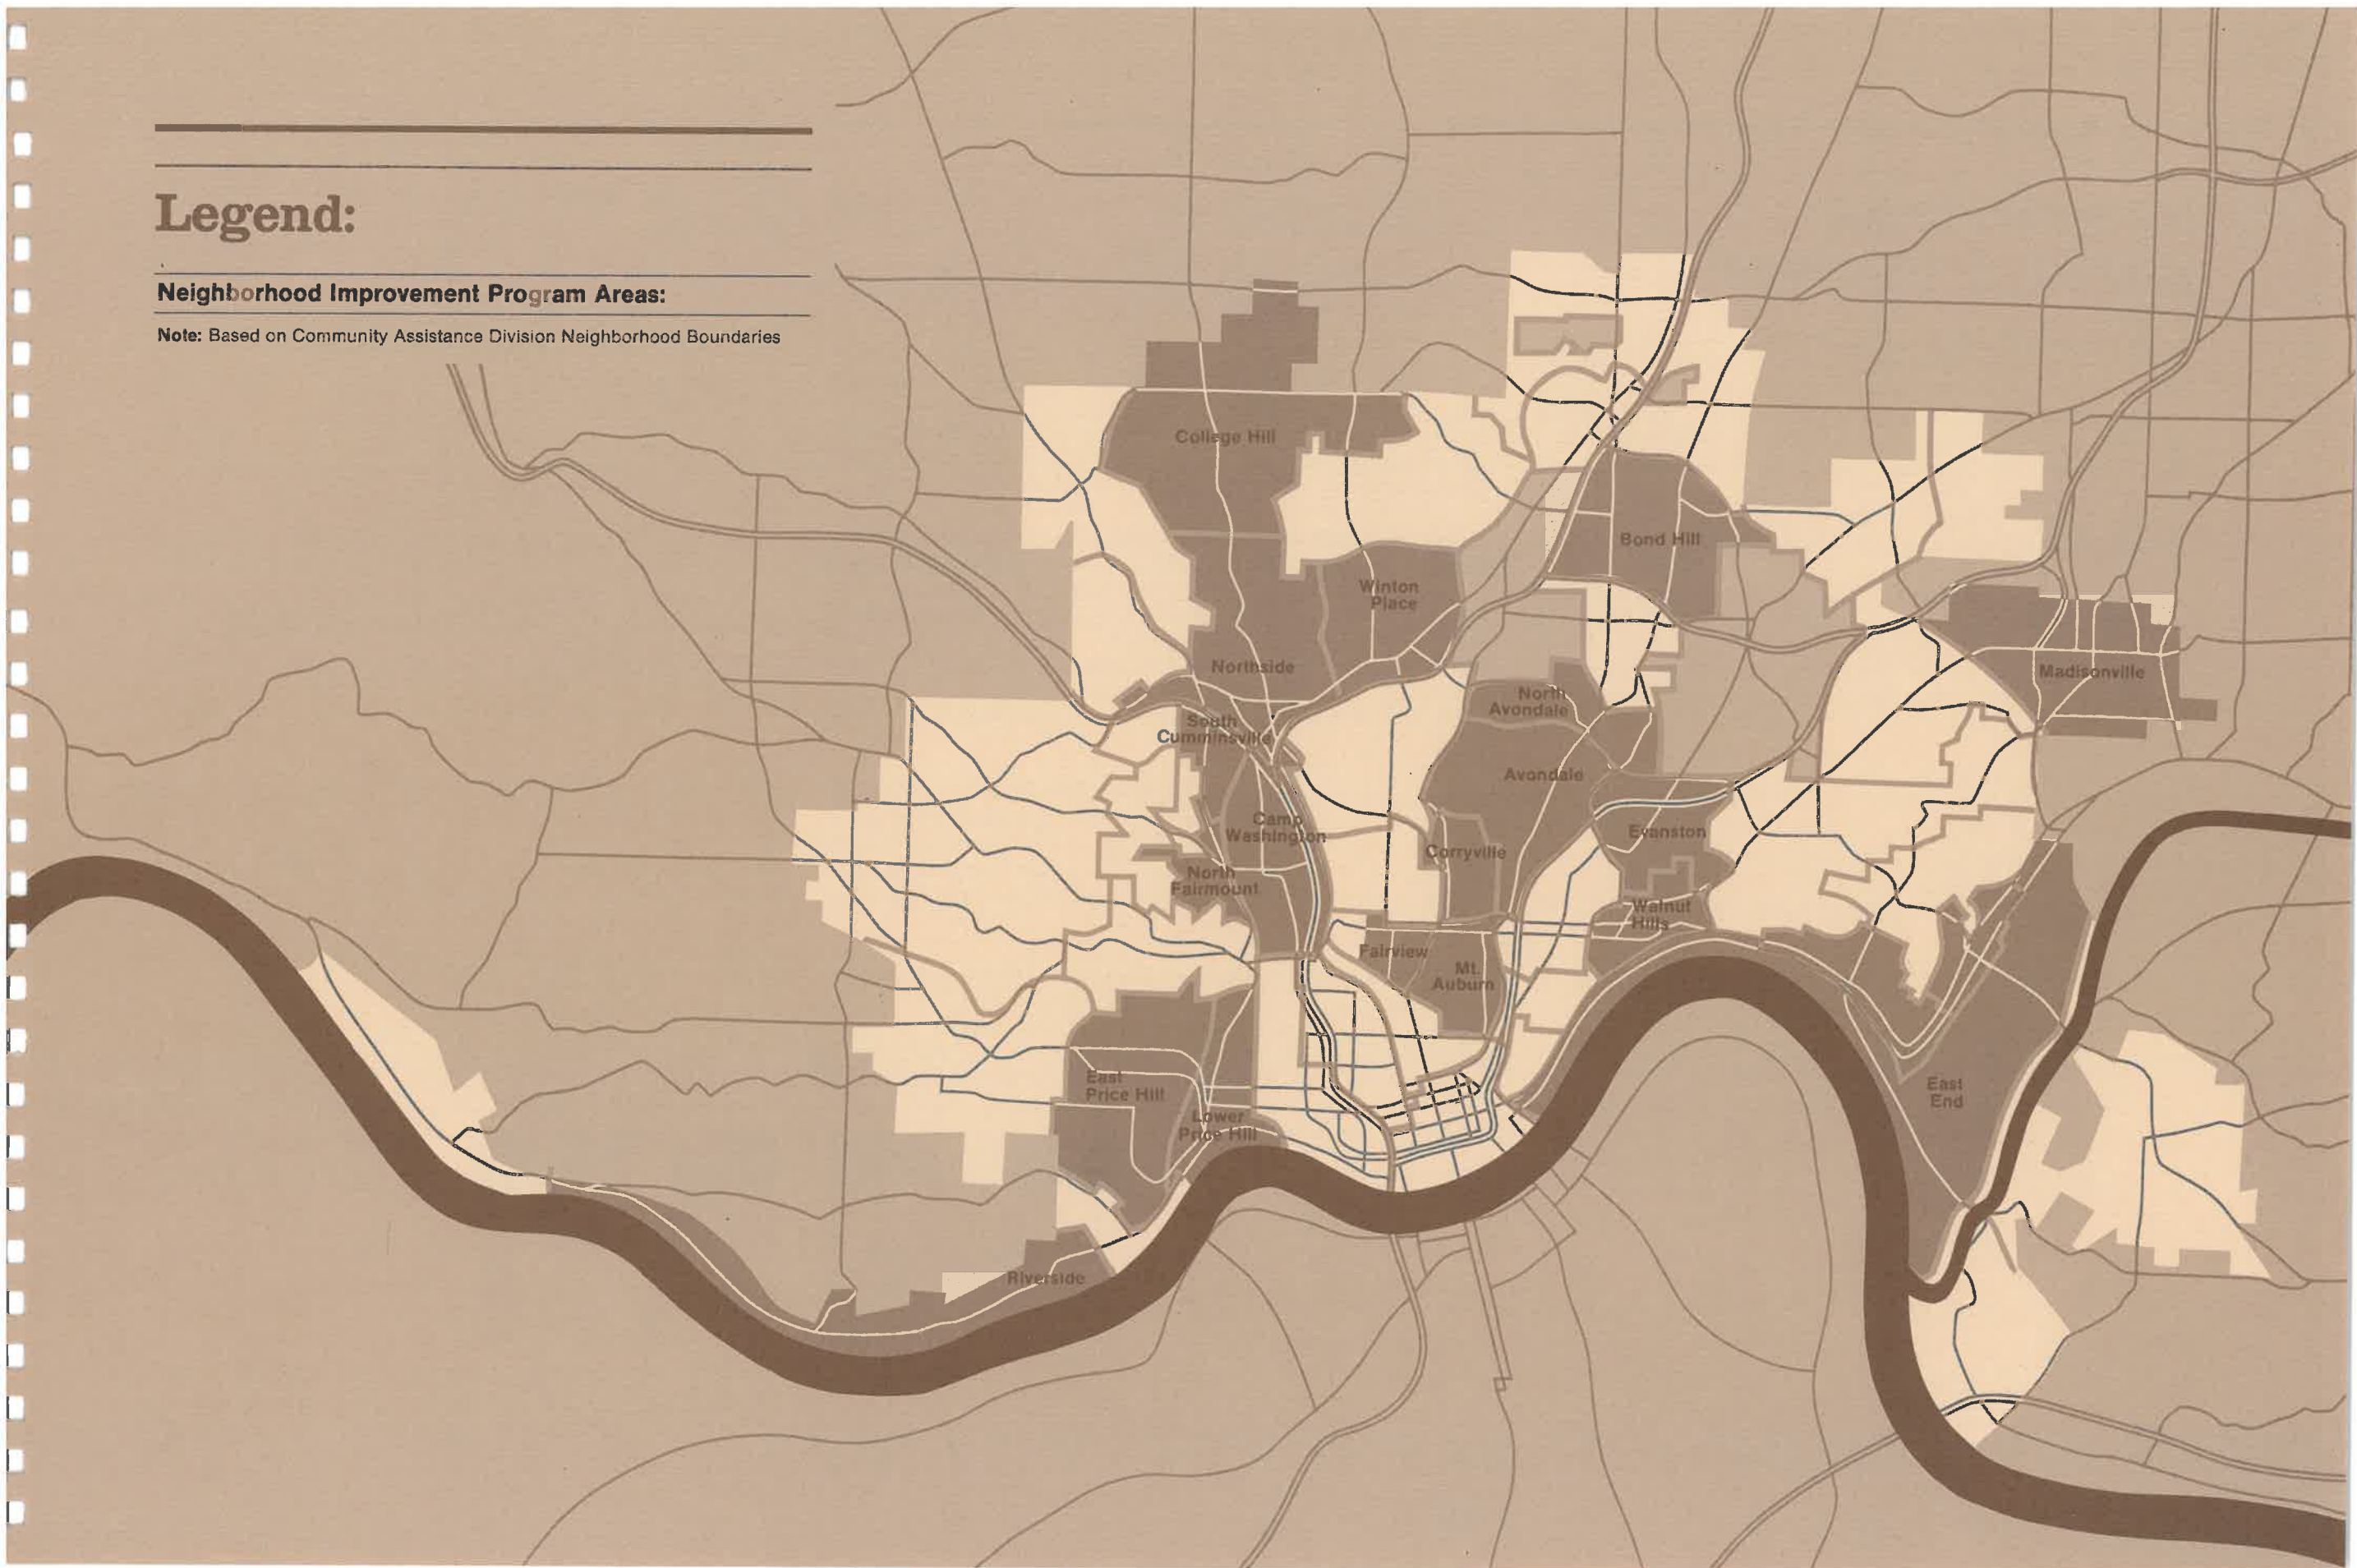 Legend:
Neighborhood Improvement Program Areas:
Note: Based on Community Assistance Division Neighborhood Boundaries
College Hill
Bond Hill
Winton
Place
Northside
Madisonville
North
Avondale
South
Cumminsville
Avondale
Camp
Washington
Evanston
Corryville
North
Fairmount
Walnut
Hills
Fairview
Mt.
Auburn
East
Price Hill
East
End
Lower
Price Hill
Riverside